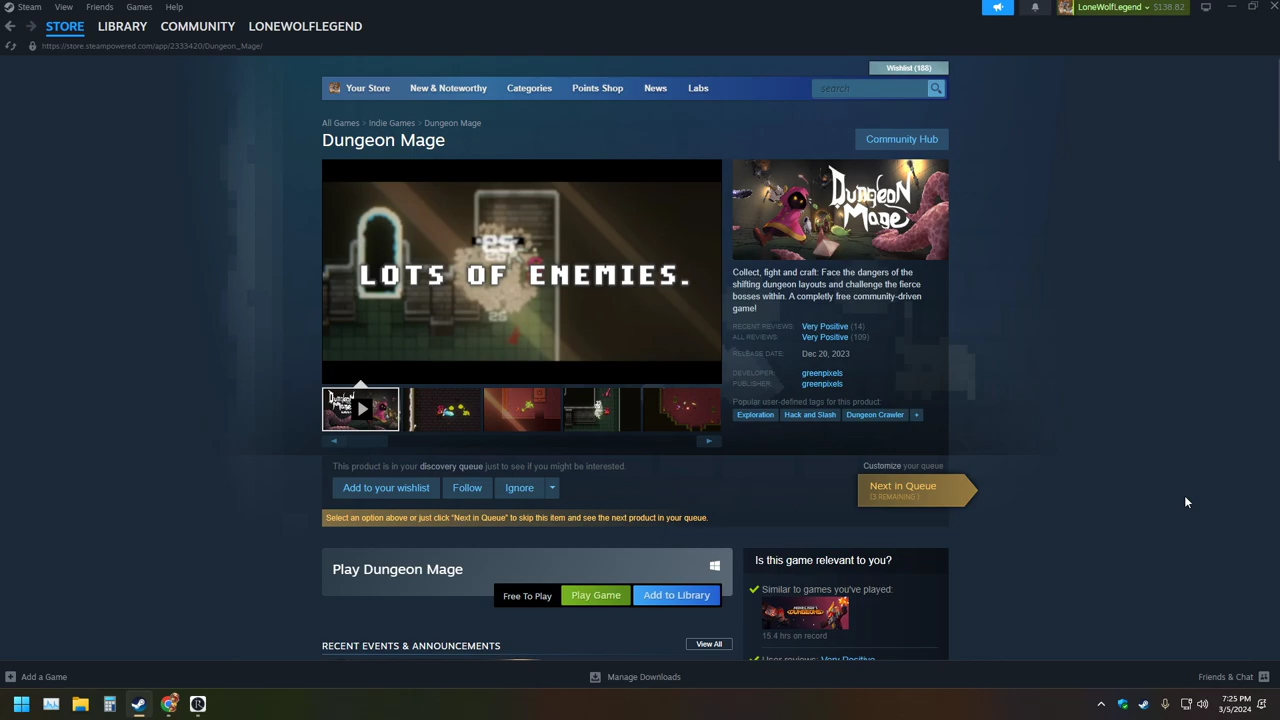 Steam View Friends Games Help
LoneWolfLegend $138.82
STORE LIBRARY COMMUNITY LONEWOLFLEGEND
https://store.steampowered.com/app/2333420/Dungeon_Mage/
Wishlist (188)
Your Store New & Noteworthy Categories Points Shop News Labs search
All Games > Indie Games > Dungeon Mage
Dungeon Mage
Community Hub
25
LOTS OF ENEMIES.
DUNGEON MAGE
Collect, fight and craft: Face the dangers of the
shifting dungeon layouts and challenge the fierce
bosses within. A completly free community-driven
game!
RECENT REVIEWS: Very Positive (14)
ALL REVIEWS: Very Positive (109)
RELEASE DATE: Dec 20, 2023
DEVELOPER: greenpixels
PUBLISHER: greenpixels
Popular user-defined tags for this product:
Exploration Hack and Slash Dungeon Crawler +
DUNGEON MAGE
This product is in your discovery queue just to see if you might be interested.
Customize your queue
Add to your wishlist Follow Ignore
Next in Queue
(3 REMAINING )
Select an option above or just click "Next in Queue" to skip this item and see the next product in your queue.
Play Dungeon Mage
Free To Play Play Game Add to Library
Is this game relevant to you?
Similar to games you've played:
MINECRAFT
DUNGEONS
15.4 hrs on record
User reviews: Very Positive
RECENT EVENTS & ANNOUNCEMENTS View All
Add a Game Manage Downloads Friends & Chat
7:25 PM
3/5/2024